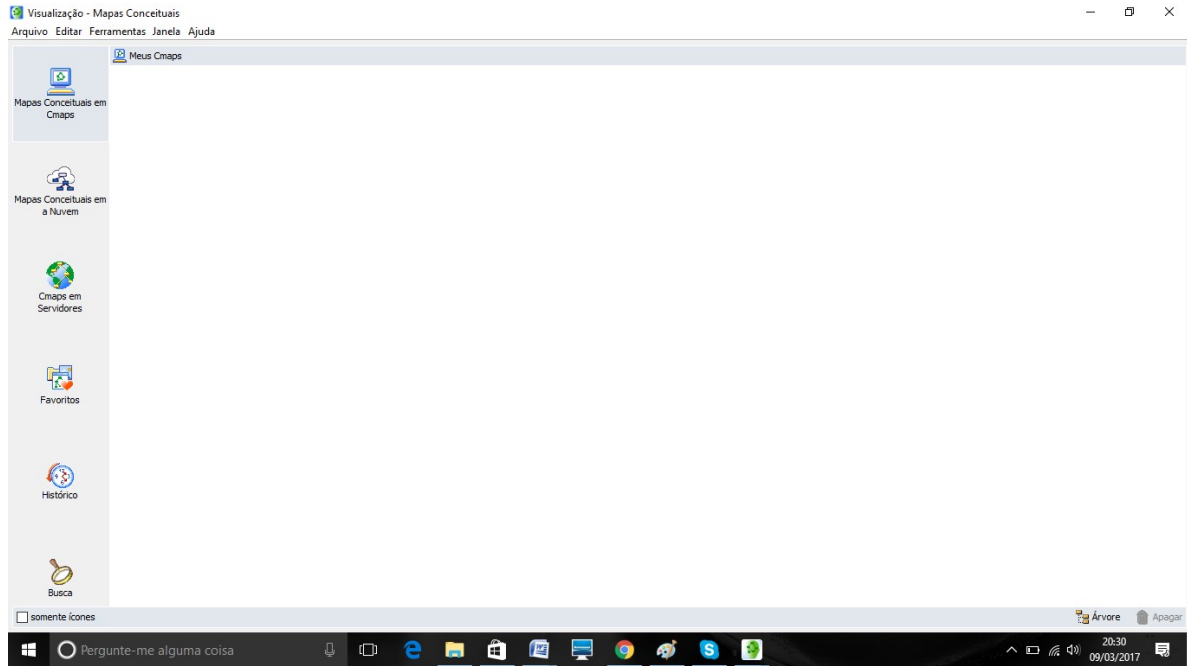 Visualização - Mapas Conceituais
Arquivo Editar Ferramentas Janela Ajuda
Meus Cmaps
Mapas Conceituais em
Cmaps
Mapas Conceituais em
a Nuvem
Cmaps em
Servidores
Favoritos
Histórico
Busca
somente ícones
Árvore
Apagar
Pergunte-me alguma coisa
20:30
09/03/2017